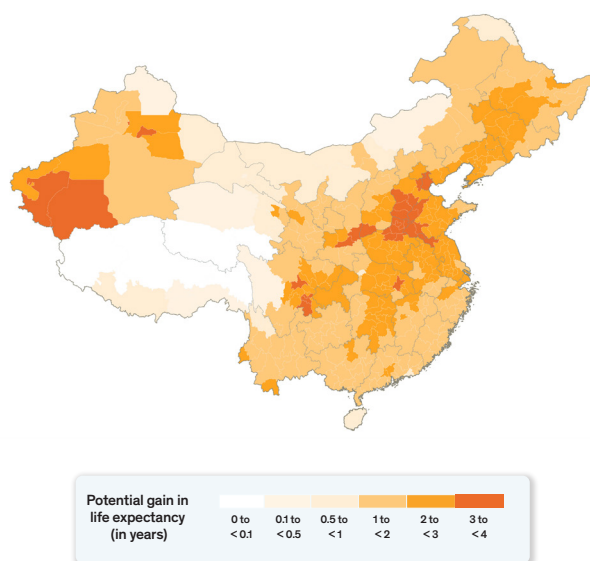 Potential gain in
life expectancy
(in years)
0 to
< 0.1
0.1 to
< 0.5
0.5 to
< 1
1 to
< 2
2 to
< 3
3 to
< 4